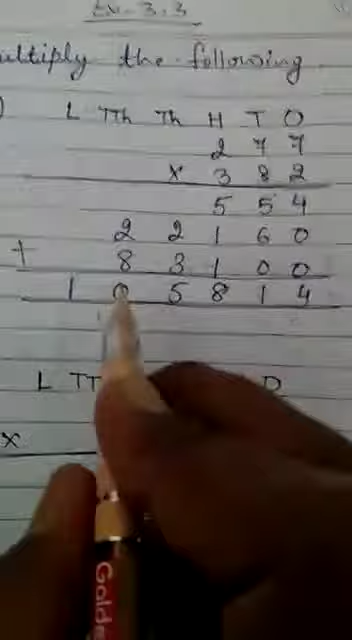 Ex-3.3
ultiply the following
) L TTh Th H T O
2 7 7
x 3 8 2
5 5 4
2 2 1 6 0
+ 8 3 1 0 0
1 0 5 8 1 4
L TT O
x
Golde